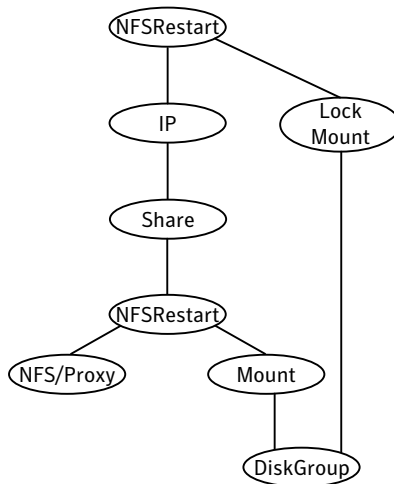 NFSRestart
IP
Lock
Mount
Share
NFSRestart
NFS/Proxy
Mount
DiskGroup